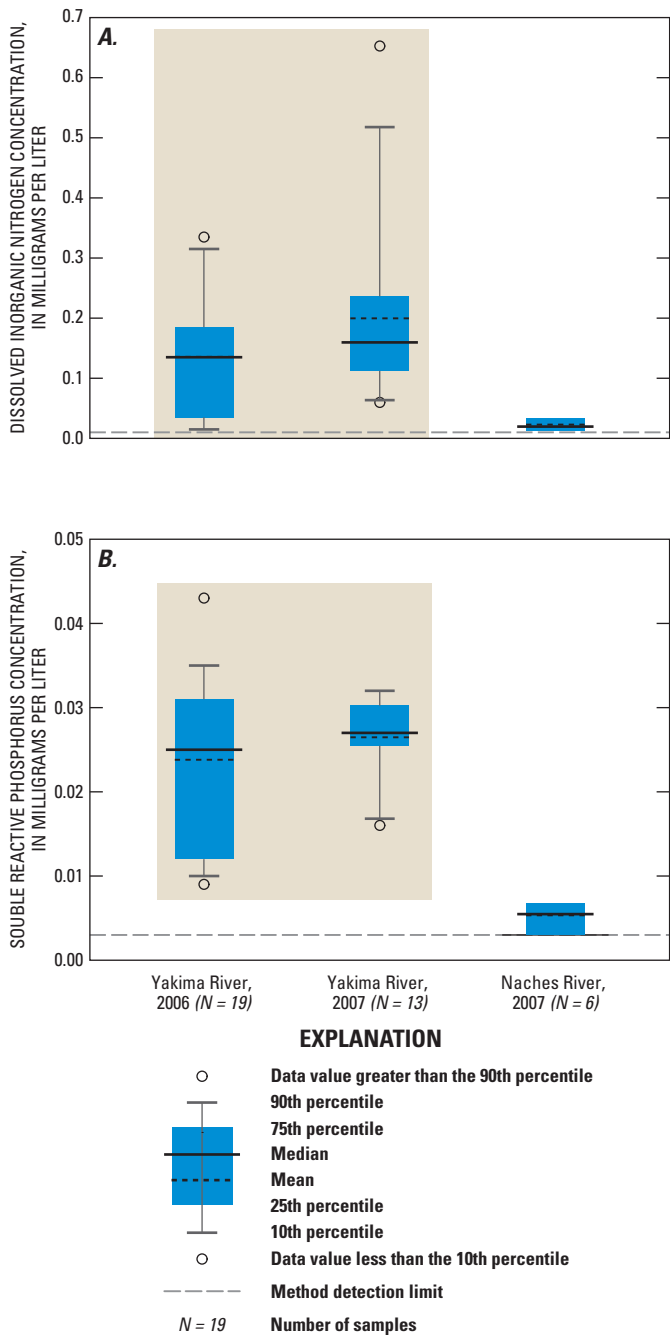 A.
DISSOLVED INORGANIC NITROGEN CONCENTRATION,
IN MILLIGRAMS PER LITER
0.7
0.6
0.5
0.4
0.3
0.2
0.1
0.0
B.
SOUBLE REACTIVE PHOSPHORUS CONCENTRATION,
IN MILLIGRAMS PER LITER
0.05
0.04
0.03
0.02
0.01
0.00
Yakima River,
2006 (N = 19)
Yakima River,
2007 (N = 13)
Naches River,
2007 (N = 6)
EXPLANATION
Data value greater than the 90th percentile
90th percentile
75th percentile
Median
Mean
25th percentile
10th percentile
Data value less than the 10th percentile
Method detection limit
N = 19 Number of samples